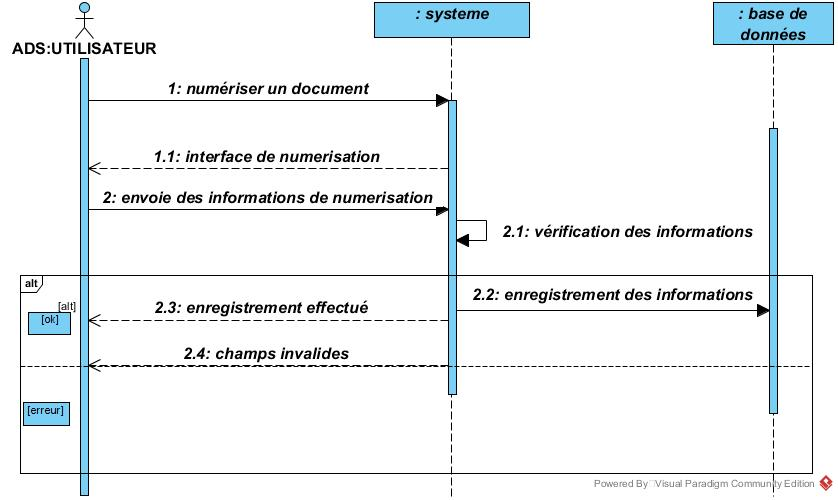 ADS:UTILISATEUR
: systeme
: base de
données
1: numériser un document
1.1: interface de numerisation
2: envoie des informations de numerisation
2.1: vérification des informations
alt
[alt]
[ok]
2.2: enregistrement des informations
2.3: enregistrement effectué
2.4: champs invalides
[erreur]
Powered By Visual Paradigm Community Edition